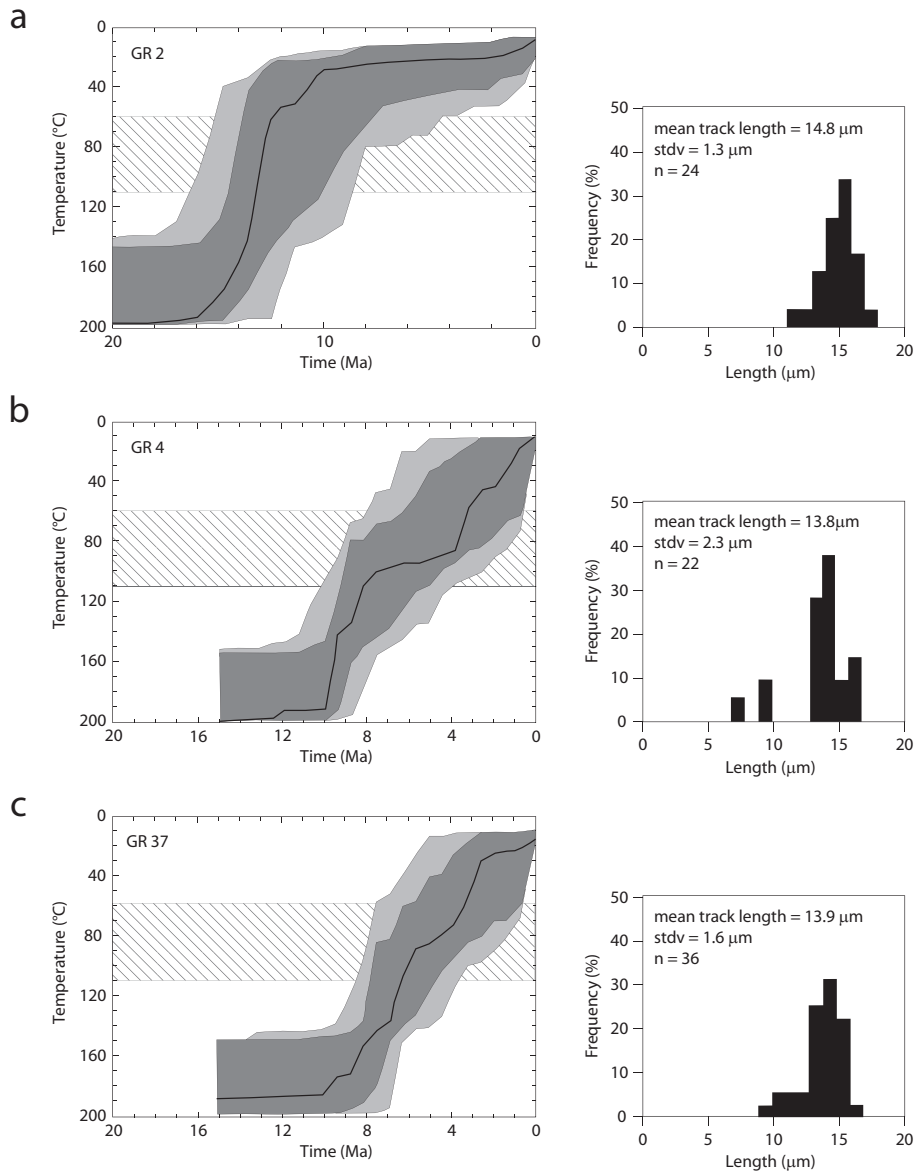 a
GR 2
0
40
80
120
160
200
Temperature (°C)
20
10
0
Time (Ma)
mean track length = 14.8 µm
stdv = 1.3 µm
n = 24
50
40
30
20
10
0
Frequency (%)
0
5
10
15
20
Length (µm)
b
GR 4
0
40
80
120
160
200
Temperature (°C)
20
16
12
8
4
0
Time (Ma)
mean track length = 13.8µm
stdv = 2.3 µm
n = 22
50
40
30
20
10
0
Frequency (%)
0
5
10
15
20
Length (µm)
c
GR 37
0
40
80
120
160
200
Temperature (°C)
20
16
12
8
4
0
Time (Ma)
mean track length = 13.9 µm
stdv = 1.6 µm
n = 36
50
40
30
20
10
0
Frequency (%)
0
5
10
15
20
Length (µm)